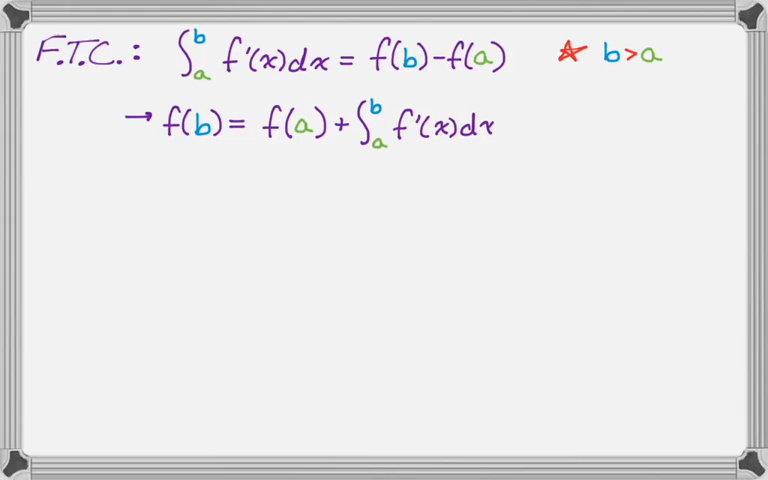 F.T.C.: ∫ₐᵇ f'(x)dx = f(b)-f(a) ☆ b>a
→ f(b) = f(a) + ∫ₐᵇ f'(x)dx